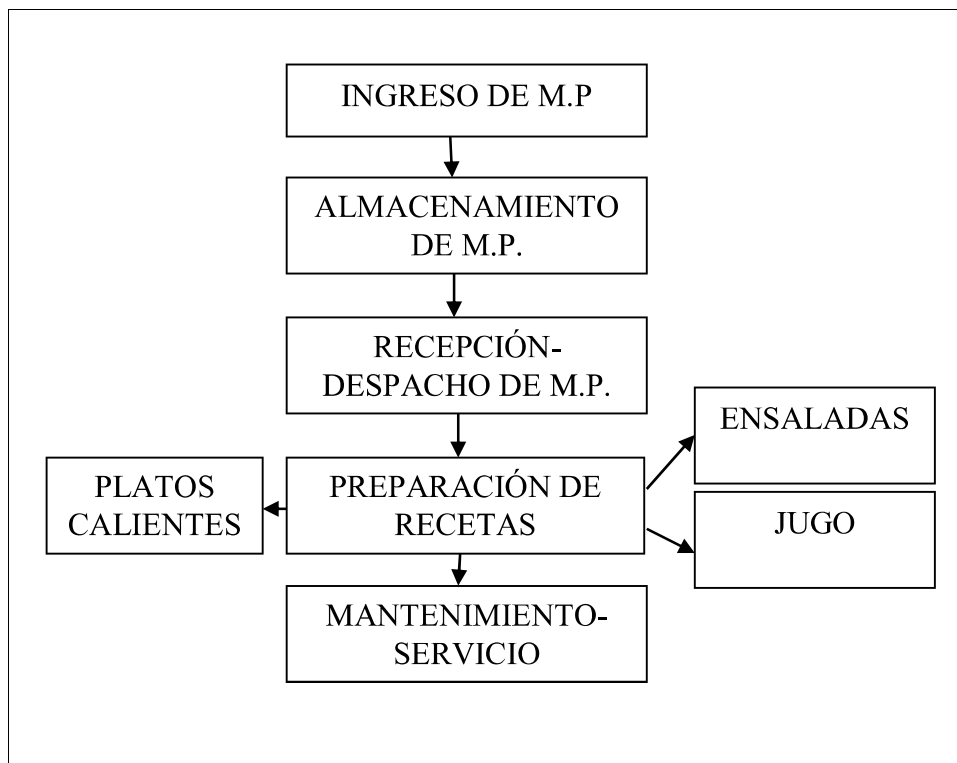 INGRESO DE M.P
ALMACENAMIENTO
DE M.P.
RECEPCIÓN-
DESPACHO DE M.P.
ENSALADAS
PLATOS
CALIENTES
PREPARACIÓN DE
RECETAS
JUGO
MANTENIMIENTO-
SERVICIO